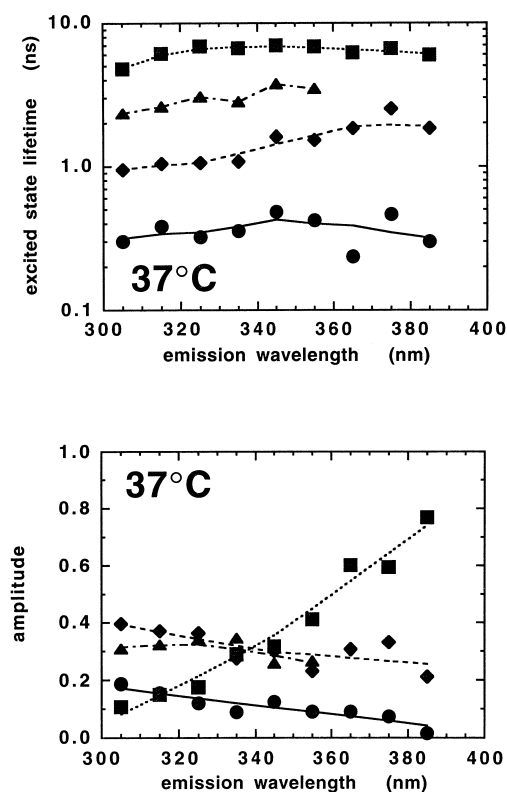 10.0
1.0
0.1
excited state lifetime (ns)
37°C
300 320 340 360 380 400
emission wavelength (nm)
1.0
0.8
0.6
0.4
0.2
0.0
amplitude
37°C
300 320 340 360 380 400
emission wavelength (nm)